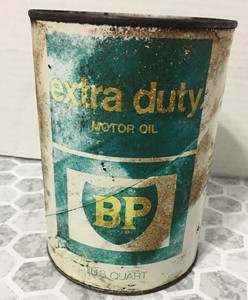 extra duty
MOTOR OIL
BP
U.S. QUART